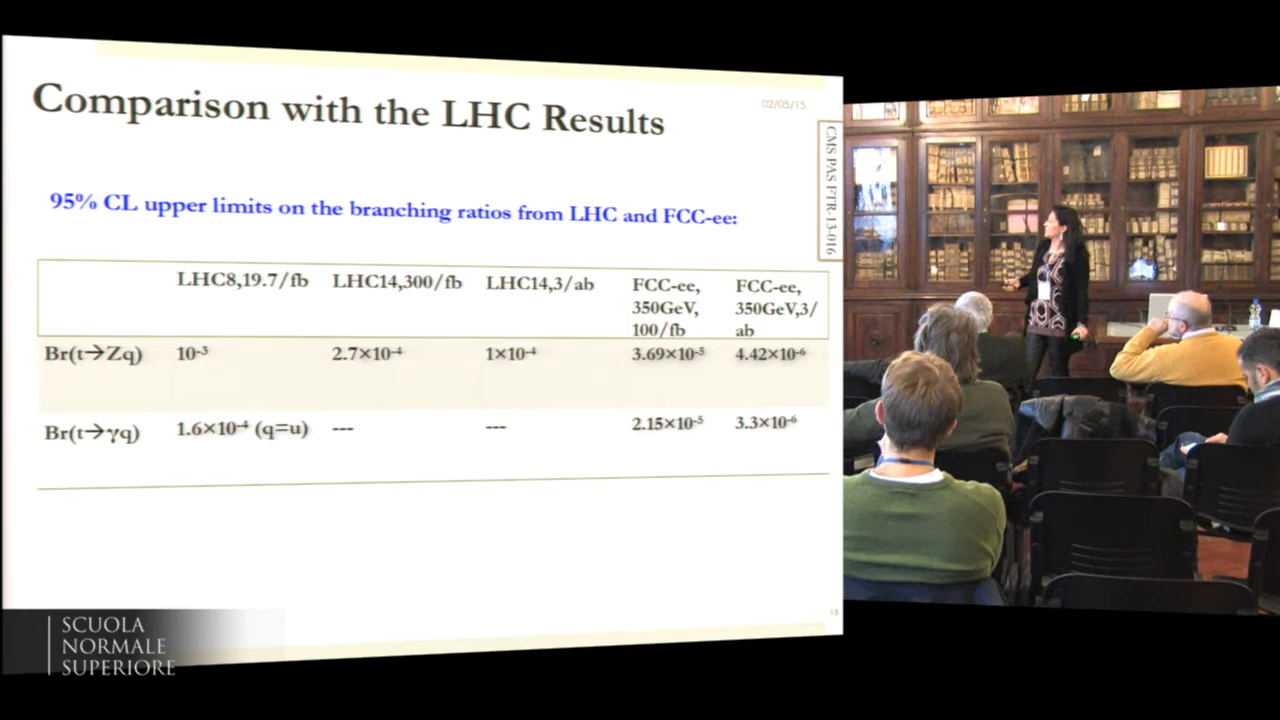 Comparison with the LHC Results
02/05/15
CMS PAS FTR-13-016
95% CL upper limits on the branching ratios from LHC and FCC-ee:
LHC8,19.7/fb LHC14,300/fb LHC14,3/ab FCC-ee, 350GeV, 100/fb FCC-ee, 350GeV,3/ab
Br(t→Zq) 10⁻³ 2.7×10⁻⁴ 1×10⁻⁴ 3.69×10⁻⁵ 4.42×10⁻⁶
Br(t→γq) 1.6×10⁻⁴ (q=u) --- --- 2.15×10⁻⁵ 3.3×10⁻⁶
15
SCUOLA
NORMALE
SUPERIORE